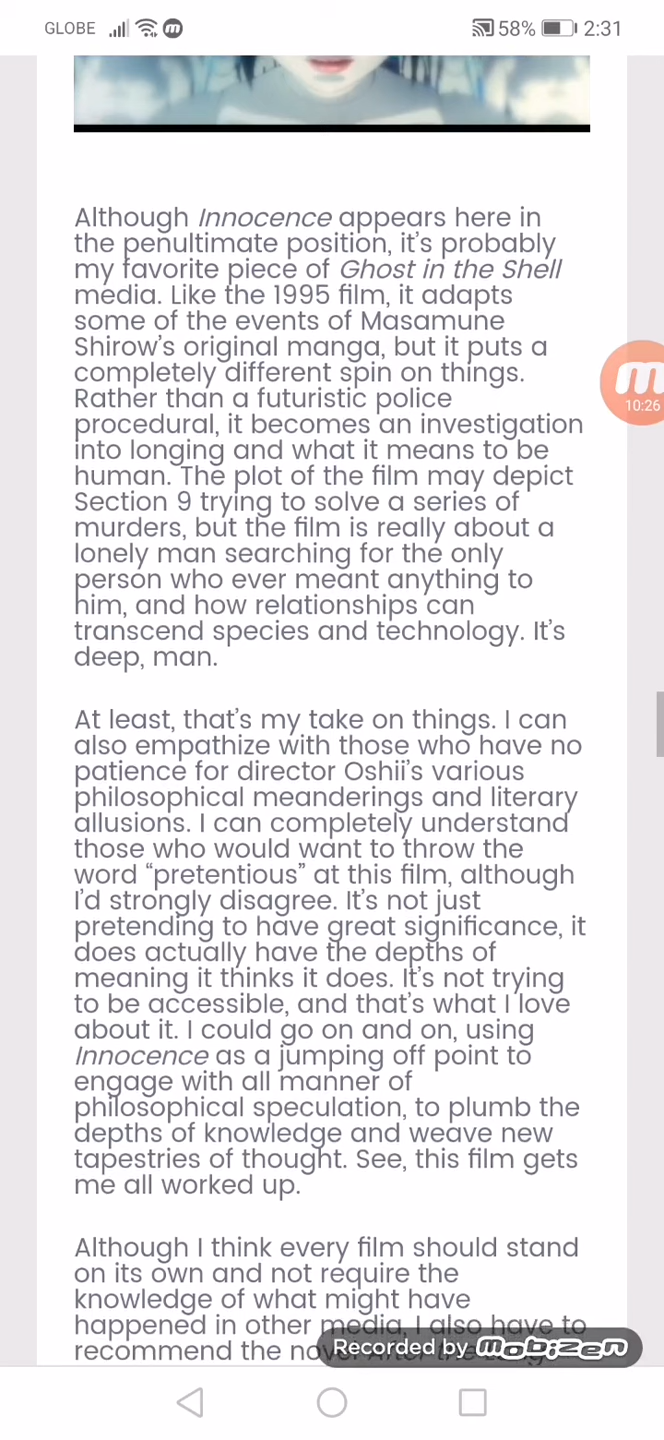 GLOBE 58% 2:31
Although Innocence appears here in
the penultimate position, it’s probably
my favorite piece of Ghost in the Shell
media. Like the 1995 film, it adapts
some of the events of Masamune
Shirow’s original manga, but it puts a
completely different spin on things.
Rather than a futuristic police
procedural, it becomes an investigation
into longing and what it means to be
human. The plot of the film may depict
Section 9 trying to solve a series of
murders, but the film is really about a
lonely man searching for the only
person who ever meant anything to
him, and how relationships can
transcend species and technology. It’s
deep, man.
10:26
At least, that’s my take on things. I can
also empathize with those who have no
patience for director Oshii’s various
philosophical meanderings and literary
allusions. I can completely understand
those who would want to throw the
word “pretentious” at this film, although
I’d strongly disagree. It’s not just
pretending to have great significance, it
does actually have the depths of
meaning it thinks it does. It’s not trying
to be accessible, and that’s what I love
about it. I could go on and on, using
Innocence as a jumping off point to
engage with all manner of
philosophical speculation, to plumb the
depths of knowledge and weave new
tapestries of thought. See, this film gets
me all worked up.
Although I think every film should stand
on its own and not require the
knowledge of what might have
happened in other media, I also have to
recommend the
Recorded by mobizen